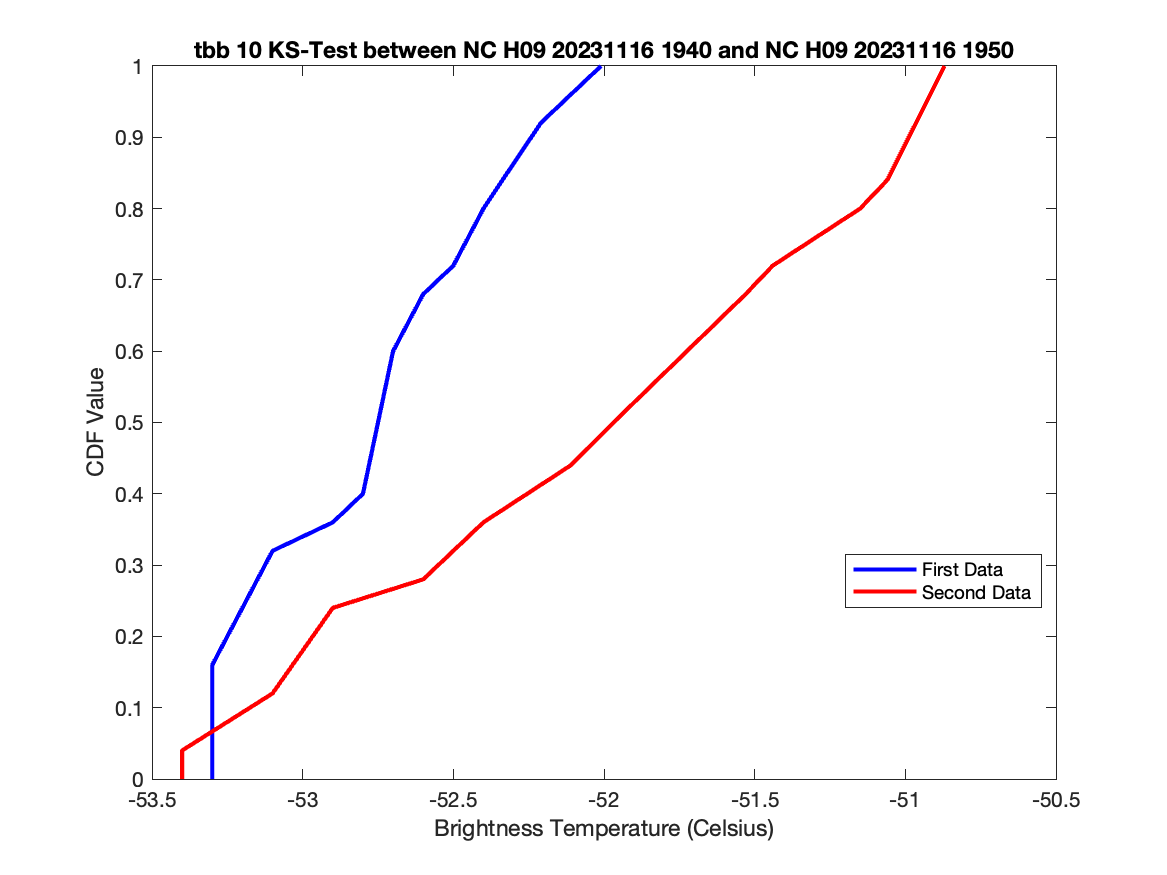 tbb 10 KS-Test between NC H09 20231116 1940 and NC H09 20231116 1950
1
0.9
0.8
0.7
0.6
0.5
0.4
0.3
0.2
0.1
0
CDF Value
First Data
Second Data
-53.5 -53 -52.5 -52 -51.5 -51 -50.5
Brightness Temperature (Celsius)